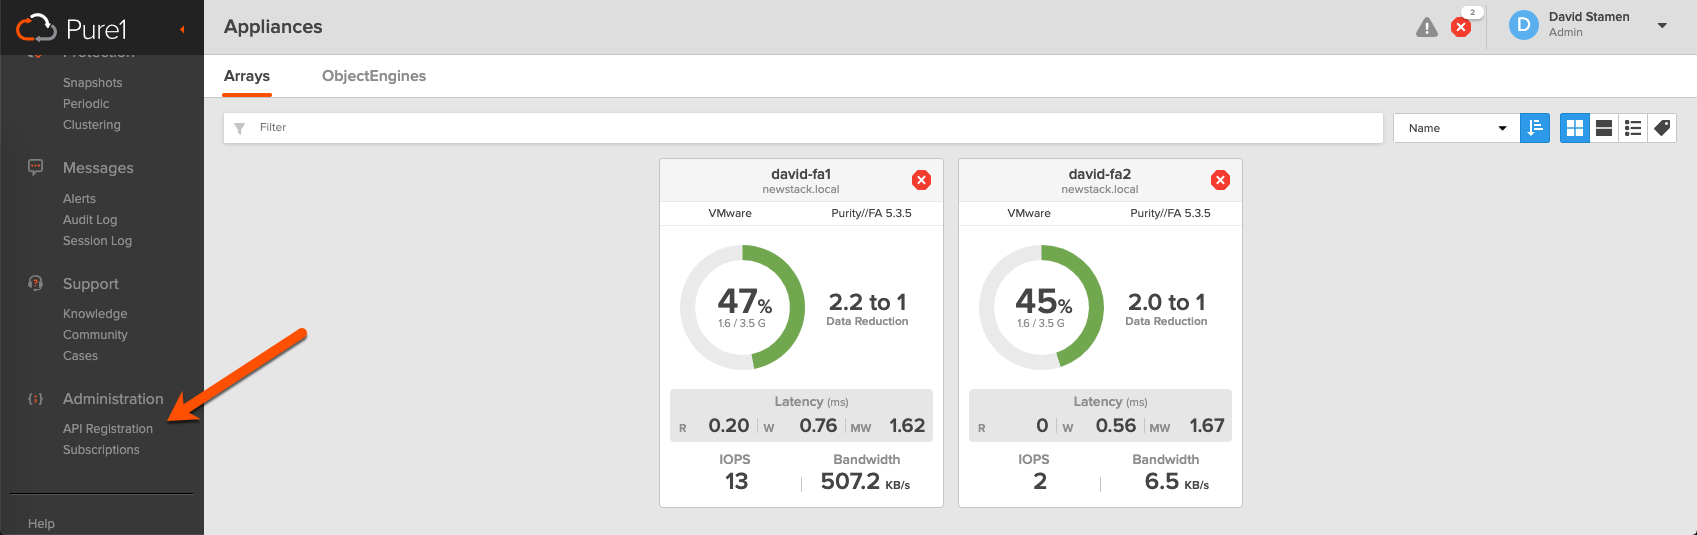 Pure1
Protection
Snapshots
Periodic
Clustering
Messages
Alerts
Audit Log
Session Log
Support
Knowledge
Community
Cases
Administration
API Registration
Subscriptions
Help
Appliances
2
D
David Stamen
Admin
Arrays
ObjectEngines
Filter
Name
david-fa1
newstack.local
VMware Purity//FA 5.3.5
47%
1.6 / 3.5 G
2.2 to 1
Data Reduction
Latency (ms)
R 0.20 W 0.76 MW 1.62
IOPS Bandwidth
13 507.2 KB/s
david-fa2
newstack.local
VMware Purity//FA 5.3.5
45%
1.6 / 3.5 G
2.0 to 1
Data Reduction
Latency (ms)
R 0 W 0.56 MW 1.67
IOPS Bandwidth
2 6.5 KB/s